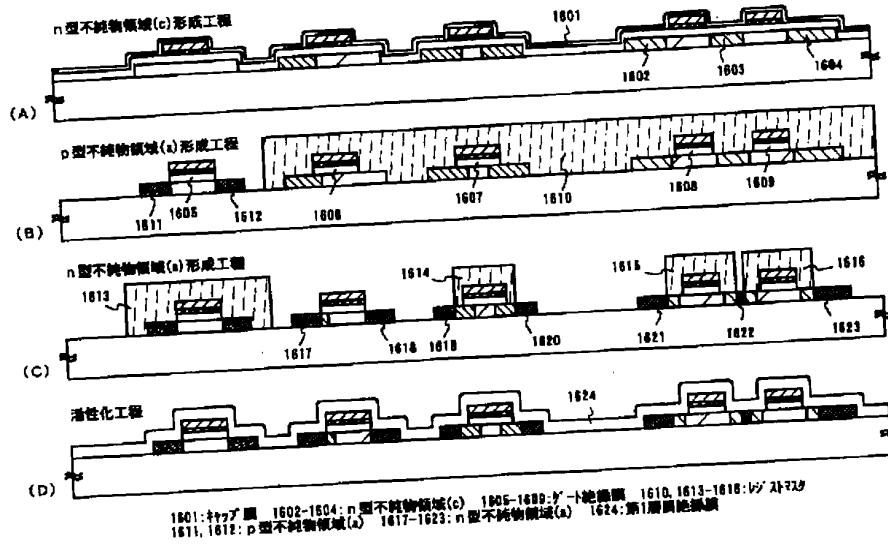 n型不純物領域(c)形成工程
1601
1602
1603
1604
(A)
p型不純物領域(a)形成工程
1611
1605
1612
1606
1607
1610
1608
1609
(B)
n型不純物領域(a)形成工程
1613
1614
1615
1616
1617
1618
1619
1620
1621
1622
1623
(C)
活性化工程
1624
(D)
1601:キャップ膜 1602-1604:n型不純物領域(c) 1605-1609:ゲート絶縁膜 1610,1613-1616:レジストマスク
1611,1612:p型不純物領域(a) 1617-1623:n型不純物領域(a) 1624:第1層間絶縁膜